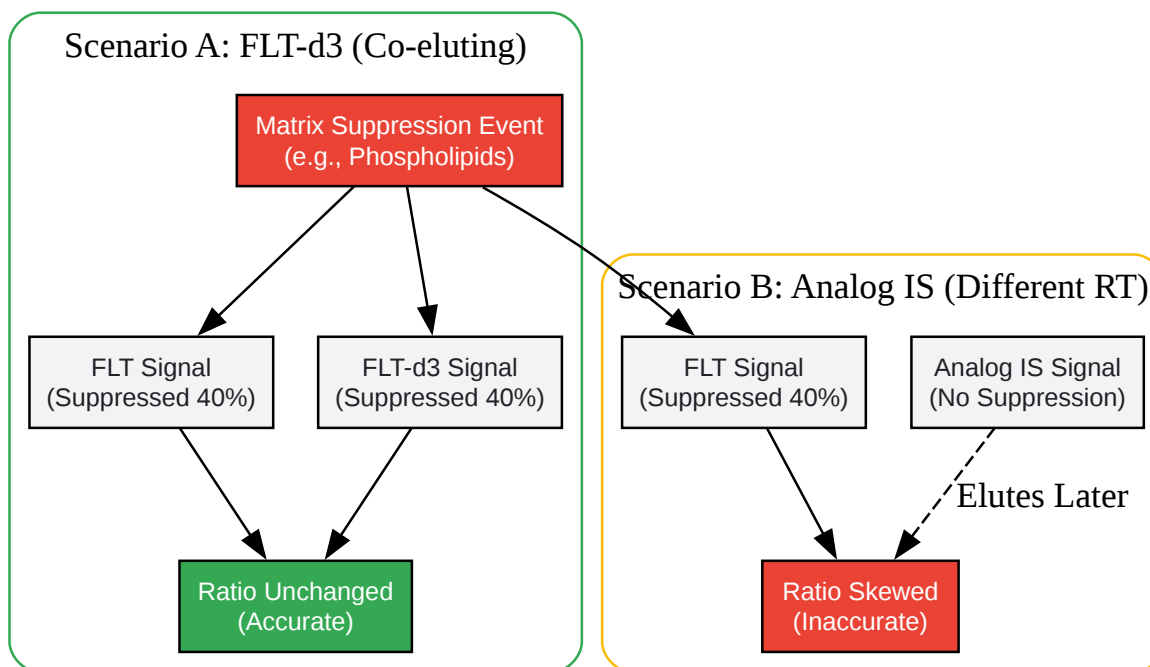 Scenario A: FLT-d3 (Co-eluting)
Matrix Suppression Event
(e.g., Phospholipids)
Scenario B: Analog IS (Different RT)
FLT Signal
(Suppressed 40%)
FLT-d3 Signal
(Suppressed 40%)
FLT Signal
(Suppressed 40%)
Analog IS Signal
(No Suppression)
Elutes Later
Ratio Unchanged
(Accurate)
Ratio Skewed
(Inaccurate)